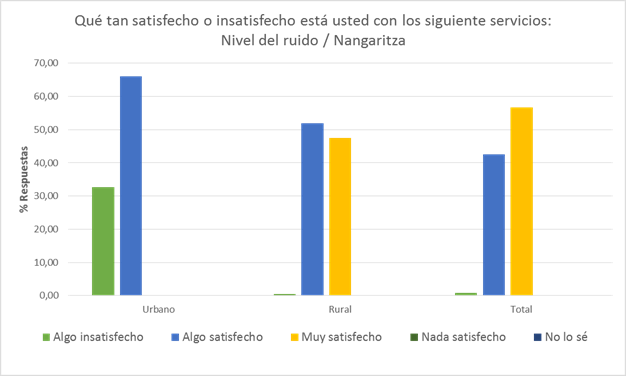 Qué tan satisfecho o insatisfecho está usted con los siguiente servicios:
Nivel del ruido / Nangaritza
70,00
60,00
50,00
40,00
30,00
20,00
10,00
0,00
% Respuestas
Urbano Rural Total
Algo insatisfecho Algo satisfecho Muy satisfecho Nada satisfecho No lo sé